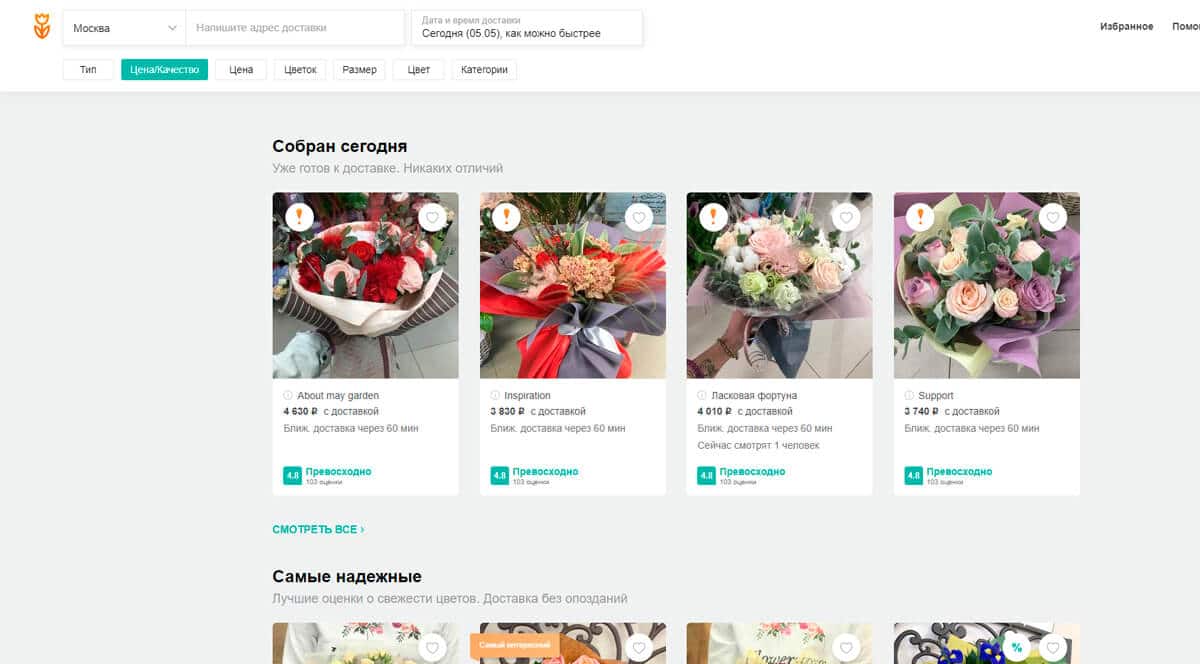 Москва
Напишите адрес доставки
Дата и время доставки
Сегодня (05.05), как можно быстрее
Избранное
Помо
Тип
Цена/Качество
Цена
Цветок
Размер
Цвет
Категории
Собран сегодня
Уже готов к доставке. Никаких отличий
About may garden
4 630 ₽ с доставкой
Ближ. доставка через 60 мин
4.8
Превосходно
103 оценки
Inspiration
3 830 ₽ с доставкой
Ближ. доставка через 60 мин
4.8
Превосходно
103 оценки
Ласковая фортуна
4 010 ₽ с доставкой
Ближ. доставка через 60 мин
Сейчас смотрят 1 человек
4.8
Превосходно
103 оценки
Support
3 740 ₽ с доставкой
Ближ. доставка через 60 мин
4.8
Превосходно
103 оценки
СМОТРЕТЬ ВСЕ ›
Самые надежные
Лучшие оценки о свежести цветов. Доставка без опозданий
Самый интересный
%